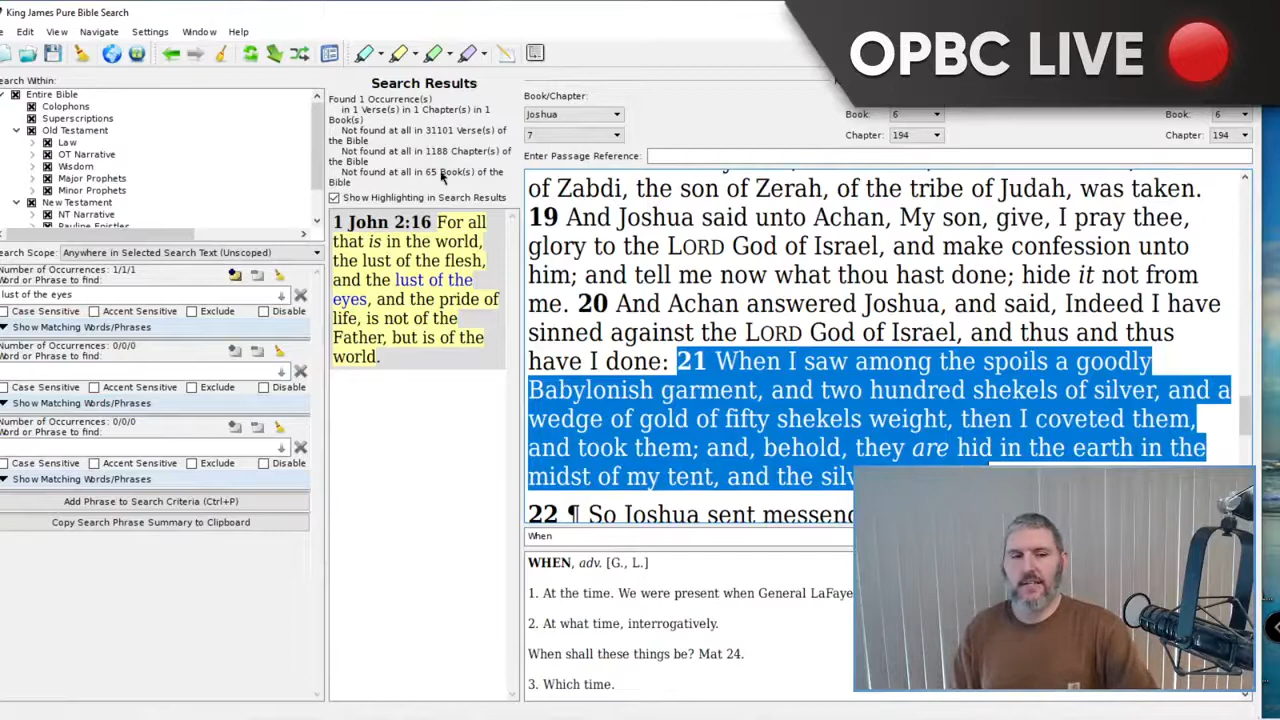 King James Pure Bible Search
Edit View Navigate Settings Window Help
OPBC LIVE
earch Within:
Entire Bible
Colophons
Superscriptions
Old Testament
Law
OT Narrative
Wisdom
Major Prophets
Minor Prophets
New Testament
NT Narrative
Pauline Epistles
earch Scope: Anywhere in Selected Search Text (Unscoped)
Number of Occurrences: 1/1/1
Word or Phrase to find:
lust of the eyes
Case Sensitive Accent Sensitive Exclude Disable
Show Matching Words/Phrases
Number of Occurrences: 0/0/0
Word or Phrase to find:
Case Sensitive Accent Sensitive Exclude Disable
Show Matching Words/Phrases
Number of Occurrences: 0/0/0
Word or Phrase to find:
Case Sensitive Accent Sensitive Exclude Disable
Show Matching Words/Phrases
Add Phrase to Search Criteria (Ctrl+P)
Copy Search Phrase Summary to Clipboard
Search Results
Found 1 Occurrence(s)
in 1 Verse(s) in 1 Chapter(s) in 1
Book(s)
Not found at all in 31101 Verse(s) of
the Bible
Not found at all in 1188 Chapter(s) of
the Bible
Not found at all in 65 Book(s) of the
Bible
Show Highlighting in Search Results
1 John 2:16 For all
that is in the world,
the lust of the flesh,
and the lust of the
eyes, and the pride of
life, is not of the
Father, but is of the
world.
Book/Chapter:
Joshua
7
Book: 6
Chapter: 194
6
Chapter: 194
Enter Passage Reference:
of Zabdi, the son of Zerah, of the tribe of Judah, was taken.
19 And Joshua said unto Achan, My son, give, I pray thee,
glory to the LORD God of Israel, and make confession unto
him; and tell me now what thou hast done; hide it not from
me. 20 And Achan answered Joshua, and said, Indeed I have
sinned against the LORD God of Israel, and thus and thus
have I done: 21 When I saw among the spoils a goodly
Babylonish garment, and two hundred shekels of silver, and a
wedge of gold of fifty shekels weight, then I coveted them,
and took them; and, behold, they are hid in the earth in the
midst of my tent, and the silv
22 ¶ So Joshua sent messeng
When
WHEN, adv. [G., L.]
1. At the time. We were present when General LaFaye
2. At what time, interrogatively.
When shall these things be? Mat 24.
3. Which time.